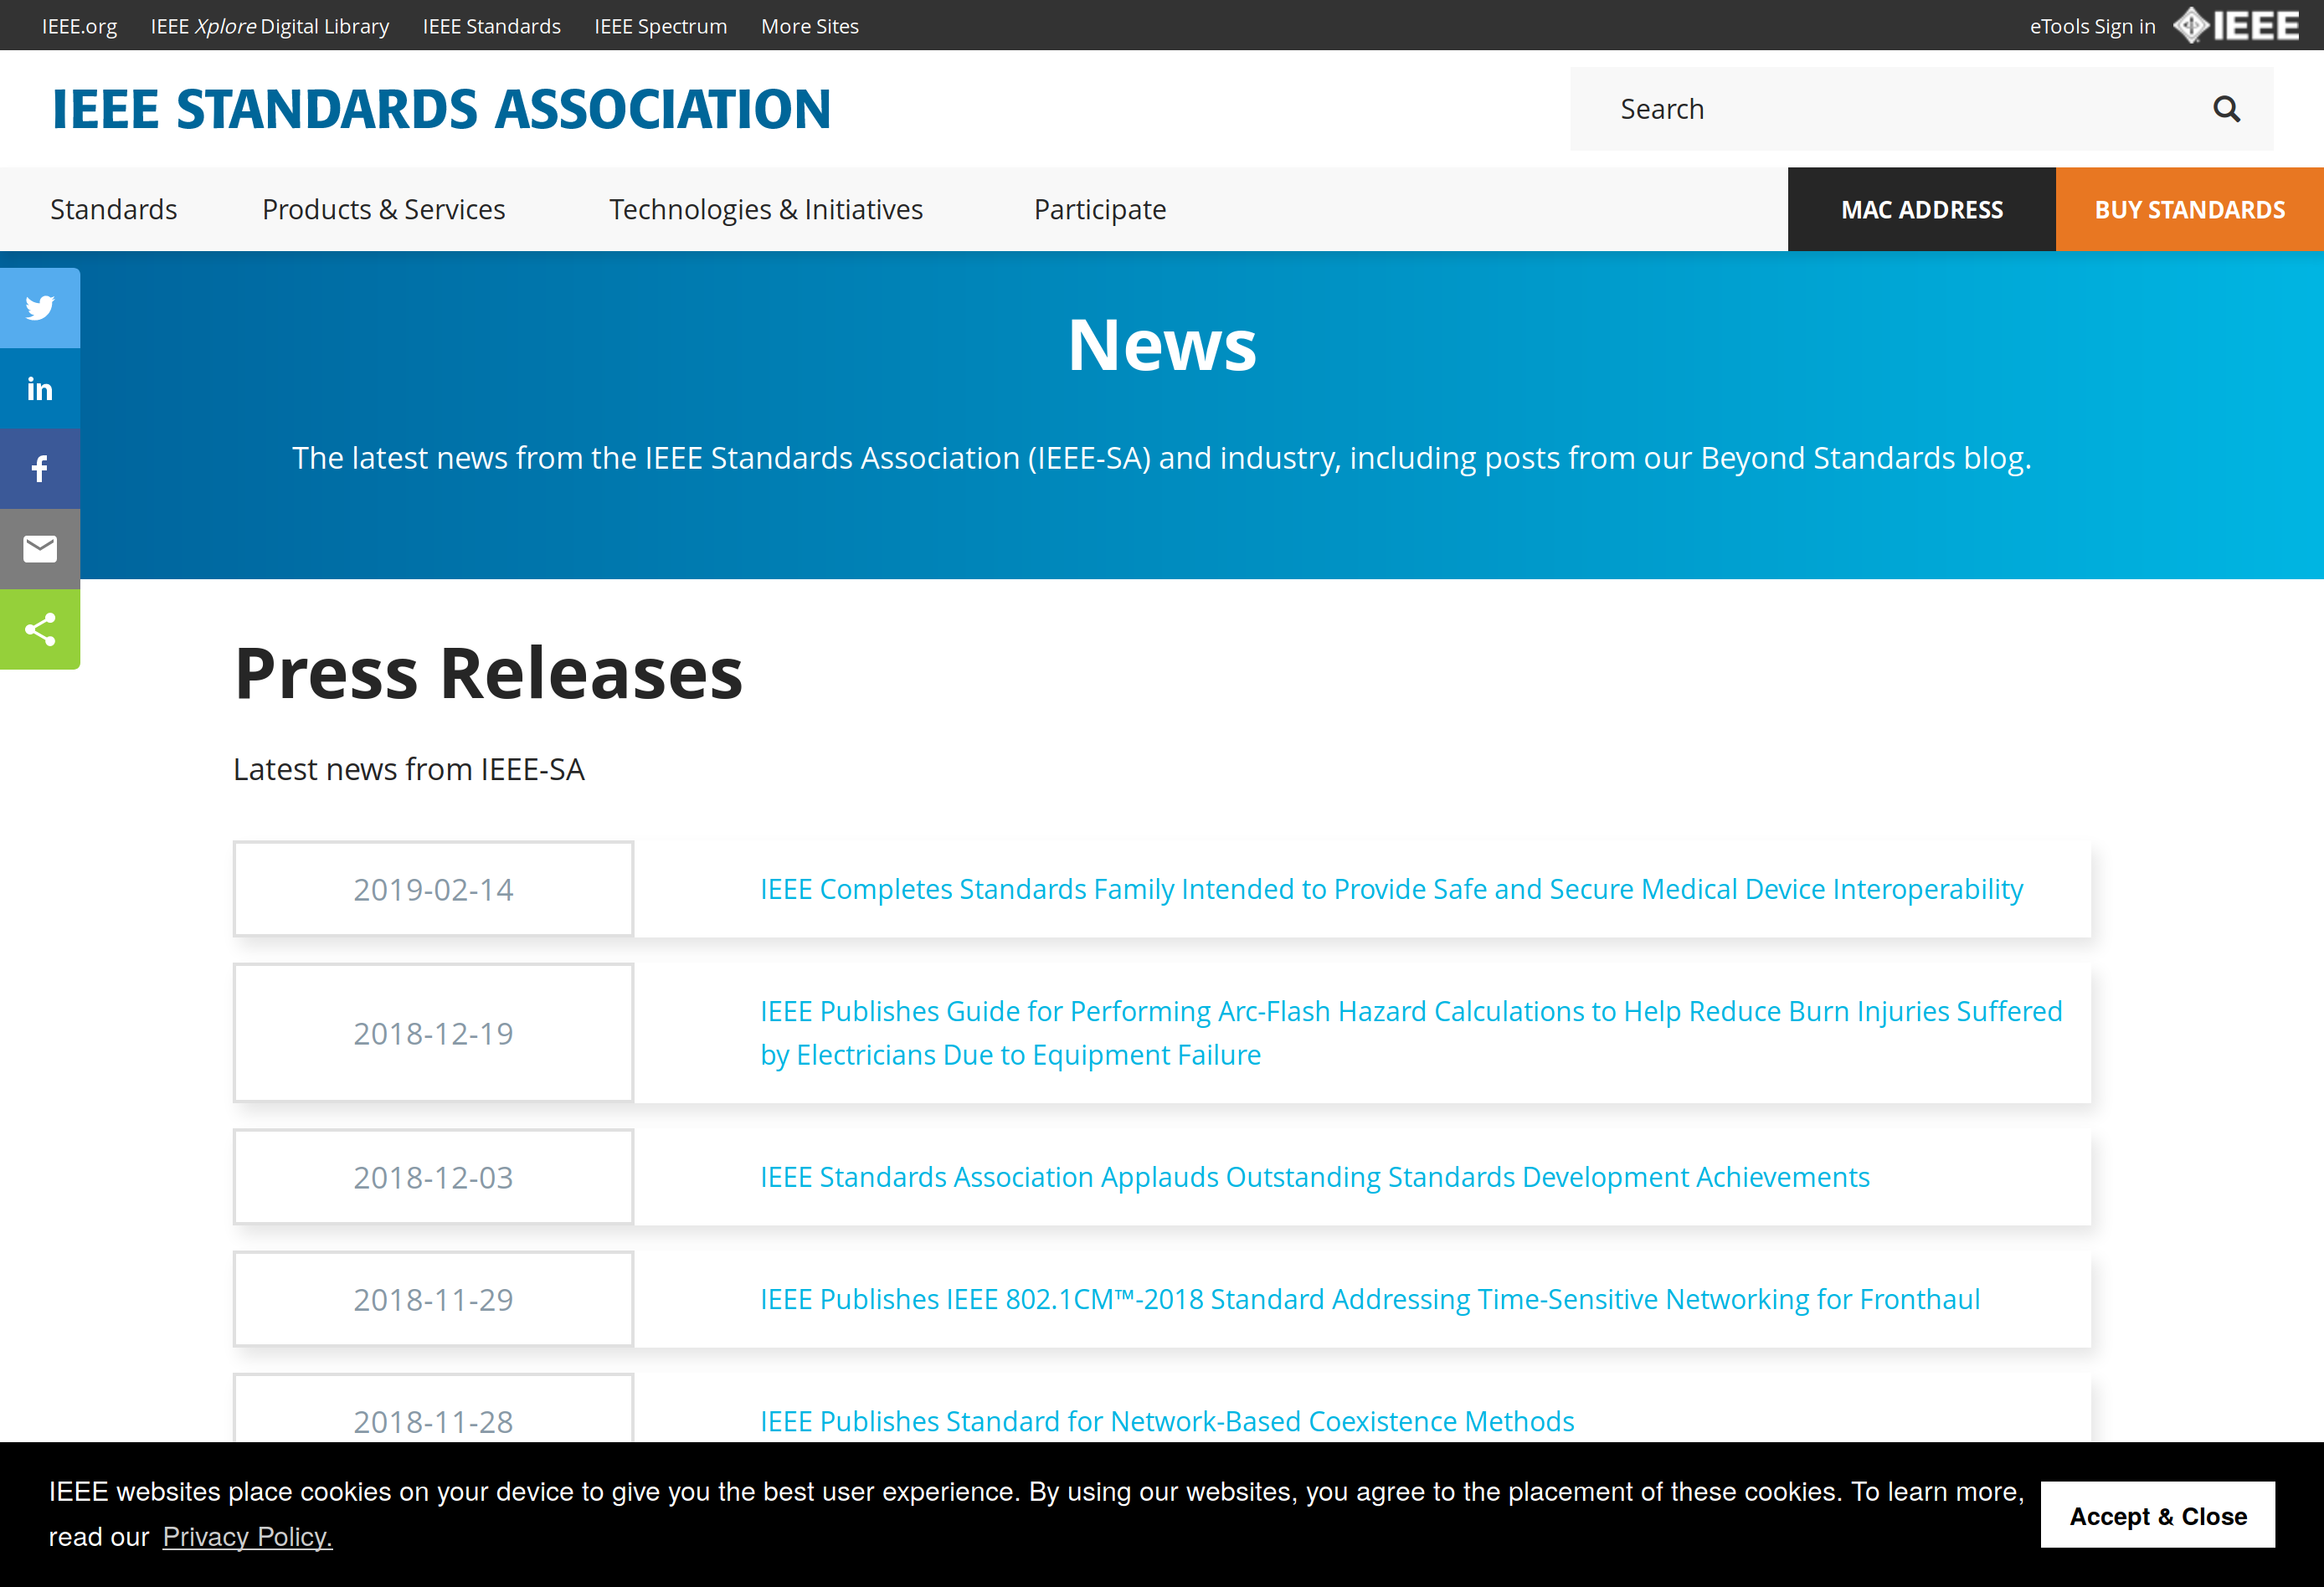 IEEE.org IEEE Xplore Digital Library IEEE Standards IEEE Spectrum More Sites eTools Sign in IEEE
IEEE STANDARDS ASSOCIATION
Search
Standards Products & Services Technologies & Initiatives Participate MAC ADDRESS BUY STANDARDS
News
in
f
The latest news from the IEEE Standards Association (IEEE-SA) and industry, including posts from our Beyond Standards blog.
Press Releases
Latest news from IEEE-SA
2019-02-14 IEEE Completes Standards Family Intended to Provide Safe and Secure Medical Device Interoperability
2018-12-19 IEEE Publishes Guide for Performing Arc-Flash Hazard Calculations to Help Reduce Burn Injuries Suffered
by Electricians Due to Equipment Failure
2018-12-03 IEEE Standards Association Applauds Outstanding Standards Development Achievements
2018-11-29 IEEE Publishes IEEE 802.1CM™-2018 Standard Addressing Time-Sensitive Networking for Fronthaul
2018-11-28 IEEE Publishes Standard for Network-Based Coexistence Methods
IEEE websites place cookies on your device to give you the best user experience. By using our websites, you agree to the placement of these cookies. To learn more,
read our Privacy Policy.
Accept & Close